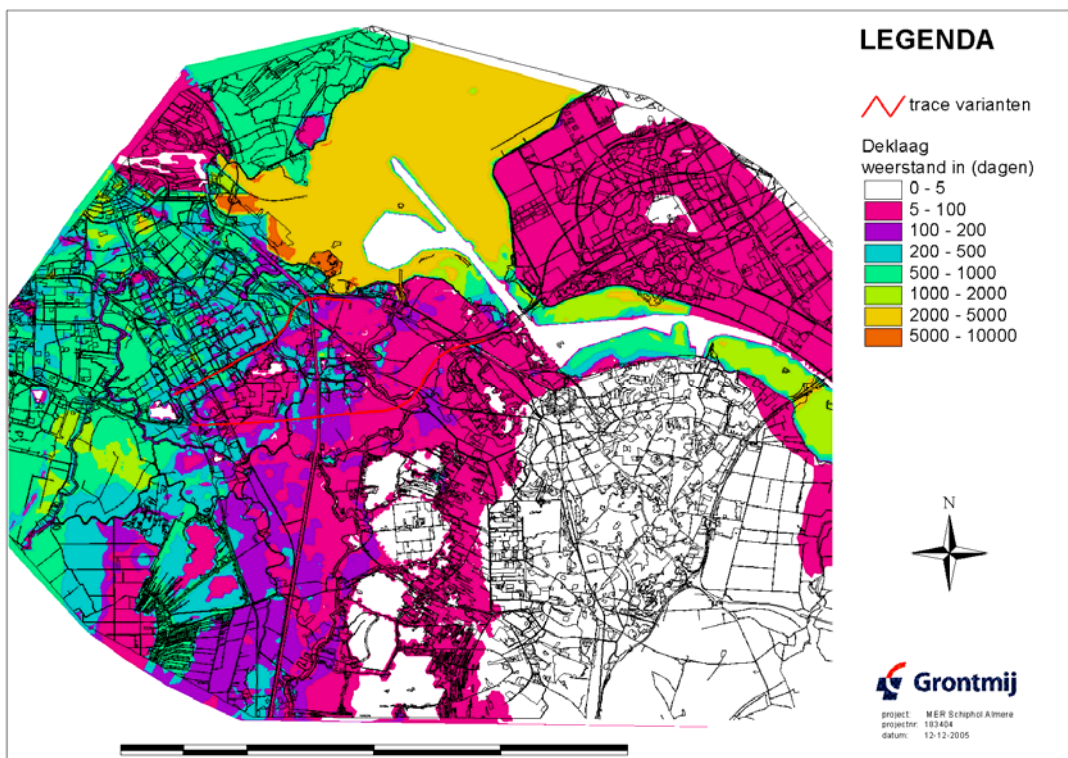 LEGENDA
trace varianten
Deklaag
weerstand in (dagen)
0 - 5
5 - 100
100 - 200
200 - 500
500 - 1000
1000 - 2000
2000 - 5000
5000 - 10000
N
Grontmij
project: MER Schiphol Almere
projectnr: 183404
datum: 12-12-2005